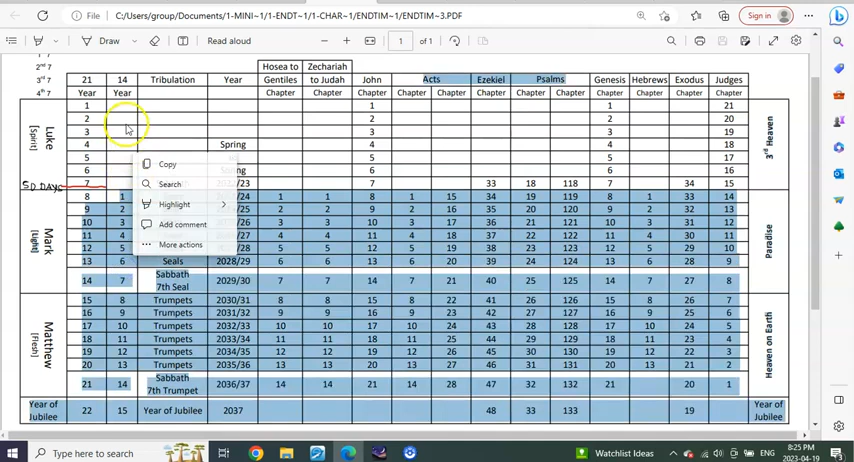 File | C:/Users/group/Documents/1-MINI~1/1-ENDT~1/1-CHAR~1/ENDTIM~1/ENDTIM~3.PDF
Sign in
Draw
Read aloud
1 of 1
2nd 7
3rd 7
4th 7
21 Year 14 Year Tribulation Year Hosea to Gentiles Chapter Zechariah to Judah Chapter John Chapter Acts Chapter Chapter Ezekiel Chapter Psalms Chapter Chapter Genesis Chapter Hebrews Chapter Exodus Chapter Judges Chapter
Luke [Spirit]
3rd Heaven
1 1 1 21
2 2 2 20
3 3 3 19
4 Spring 4 4 18
5 5 5 17
6 Spring 6 6 16
50 DAYS
7 2022/23 7 33 18 118 7 34 15
Mark [Light]
Paradise
8 1 /24 1 1 8 1 15 34 19 119 8 1 33 14
9 2 /25 2 2 9 2 16 35 20 120 9 2 32 13
10 3 /26 3 3 10 3 17 36 21 121 10 3 31 12
11 4 /27 4 4 11 4 18 37 22 122 11 4 30 11
12 5 /28 5 5 12 5 19 38 23 123 12 5 29 10
13 6 Seals 2028/29 6 6 13 6 20 39 24 124 13 6 28 9
14 7 Sabbath 7th Seal 2029/30 7 7 14 7 21 40 25 125 14 7 27 8
Matthew [Flesh]
Heaven on Earth
15 8 Trumpets 2030/31 8 8 15 8 22 41 26 126 15 8 26 7
16 9 Trumpets 2031/32 9 9 16 9 23 42 27 127 16 9 25 6
17 10 Trumpets 2032/33 10 10 17 10 24 43 28 128 17 10 24 5
18 11 Trumpets 2033/34 11 11 18 11 25 44 29 129 18 11 23 4
19 12 Trumpets 2034/35 12 12 19 12 26 45 30 130 19 12 22 3
20 13 Trumpets 2035/36 13 13 20 13 27 46 31 131 20 13 21 2
21 14 Sabbath 7th Trumpet 2036/37 14 14 21 14 28 47 32 132 21 20 1
Year of Jubilee 22 15 Year of Jubilee 2037 48 33 133 19 Year of Jubilee
Copy
Search
Highlight
Add comment
More actions
Type here to search
Watchlist Ideas
ENG
8:25 PM
2023-04-19